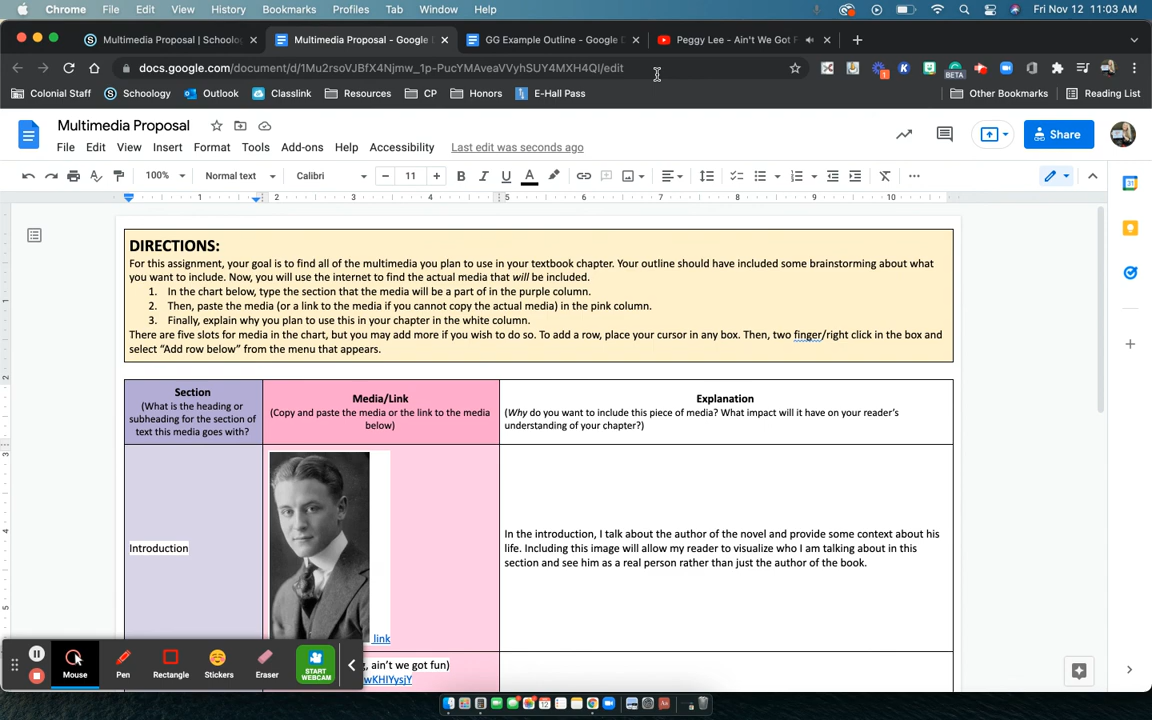 Chrome File Edit View History Bookmarks Profiles Tab Window Help Fri Nov 12 11:03 AM
Multimedia Proposal | Schoolo Multimedia Proposal - Google GG Example Outline - Google D Peggy Lee - Ain't We Got F
docs.google.com/document/d/1Mu2rsoVJBfX4Njmw_1p-PucYMAveaVVyhSUY4MXH4QI/edit
1
BETA
Colonial Staff Schoology Outlook Classlink Resources CP Honors E-Hall Pass Other Bookmarks Reading List
Multimedia Proposal
File Edit View Insert Format Tools Add-ons Help Accessibility Last edit was seconds ago
Share
100% Normal text Calibri 11
1 2 3 4 5 6 7 8 9 10
DIRECTIONS:
For this assignment, your goal is to find all of the multimedia you plan to use in your textbook chapter. Your outline should have included some brainstorming about what
you want to include. Now, you will use the internet to find the actual media that will be included.
1. In the chart below, type the section that the media will be a part of in the purple column.
2. Then, paste the media (or a link to the media if you cannot copy the actual media) in the pink column.
3. Finally, explain why you plan to use this in your chapter in the white column.
There are five slots for media in the chart, but you may add more if you wish to do so. To add a row, place your cursor in any box. Then, two finger/right click in the box and
select “Add row below” from the menu that appears.
Section
(What is the heading or
subheading for the section of
text this media goes with?
Media/Link
(Copy and paste the media or the link to the media
below)
Explanation
(Why do you want to include this piece of media? What impact will it have on your reader’s
understanding of your chapter?)
Introduction
link
In the introduction, I talk about the author of the novel and provide some context about his
life. Including this image will allow my reader to visualize who I am talking about in this
section and see him as a real person rather than just the author of the book.
, ain’t we got fun)
wKHIYysjY
Mouse Pen Rectangle Stickers Eraser START
WEBCAM